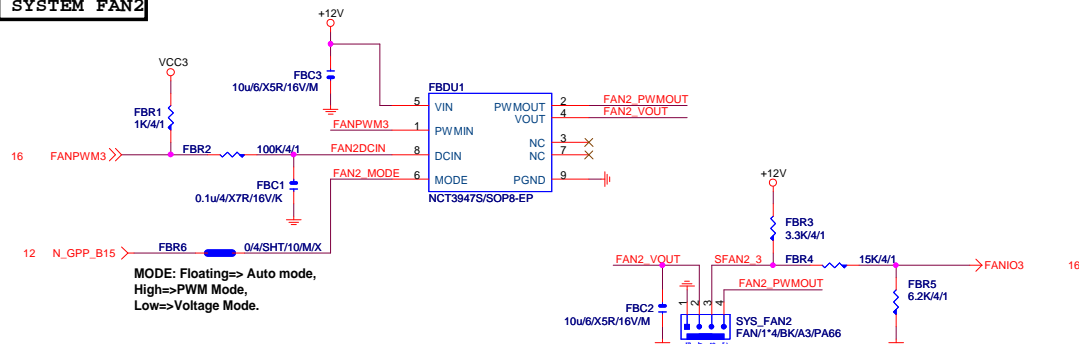 SYSTEM FAN2
+12V
VCC3
FBC3
10u/6/X5R/16V/M
FBDU1
FBR1
1K/4/1
5 VIN
PWMOUT 2 FAN2_PWMOUT
VOUT 4 FAN2_VOUT
FANPWM3 1 PWMIN
NC 3
16 FANPWM3 FBR2 100K/4/1 FAN2DCIN 8 DCIN
NC 7
FAN2_MODE 6 MODE
PGND 9
FBC1
0.1u/4/X7R/16V/K
NCT3947S/SOP8-EP
+12V
FBR3
3.3K/4/1
12 N_GPP_B15 FBR6 0/4/SHT/10/M/X
MODE: Floating=> Auto mode,
High=>PWM Mode,
Low=>Voltage Mode.
FAN2_VOUT SFAN2_3 FBR4 15K/4/1 FANIO3 16
FAN2_PWMOUT
FBR5
6.2K/4/1
FBC2
10u/6/X5R/16V/M
1 2 3 4
SYS_FAN2
FAN/1*4/BK/A3/PA66